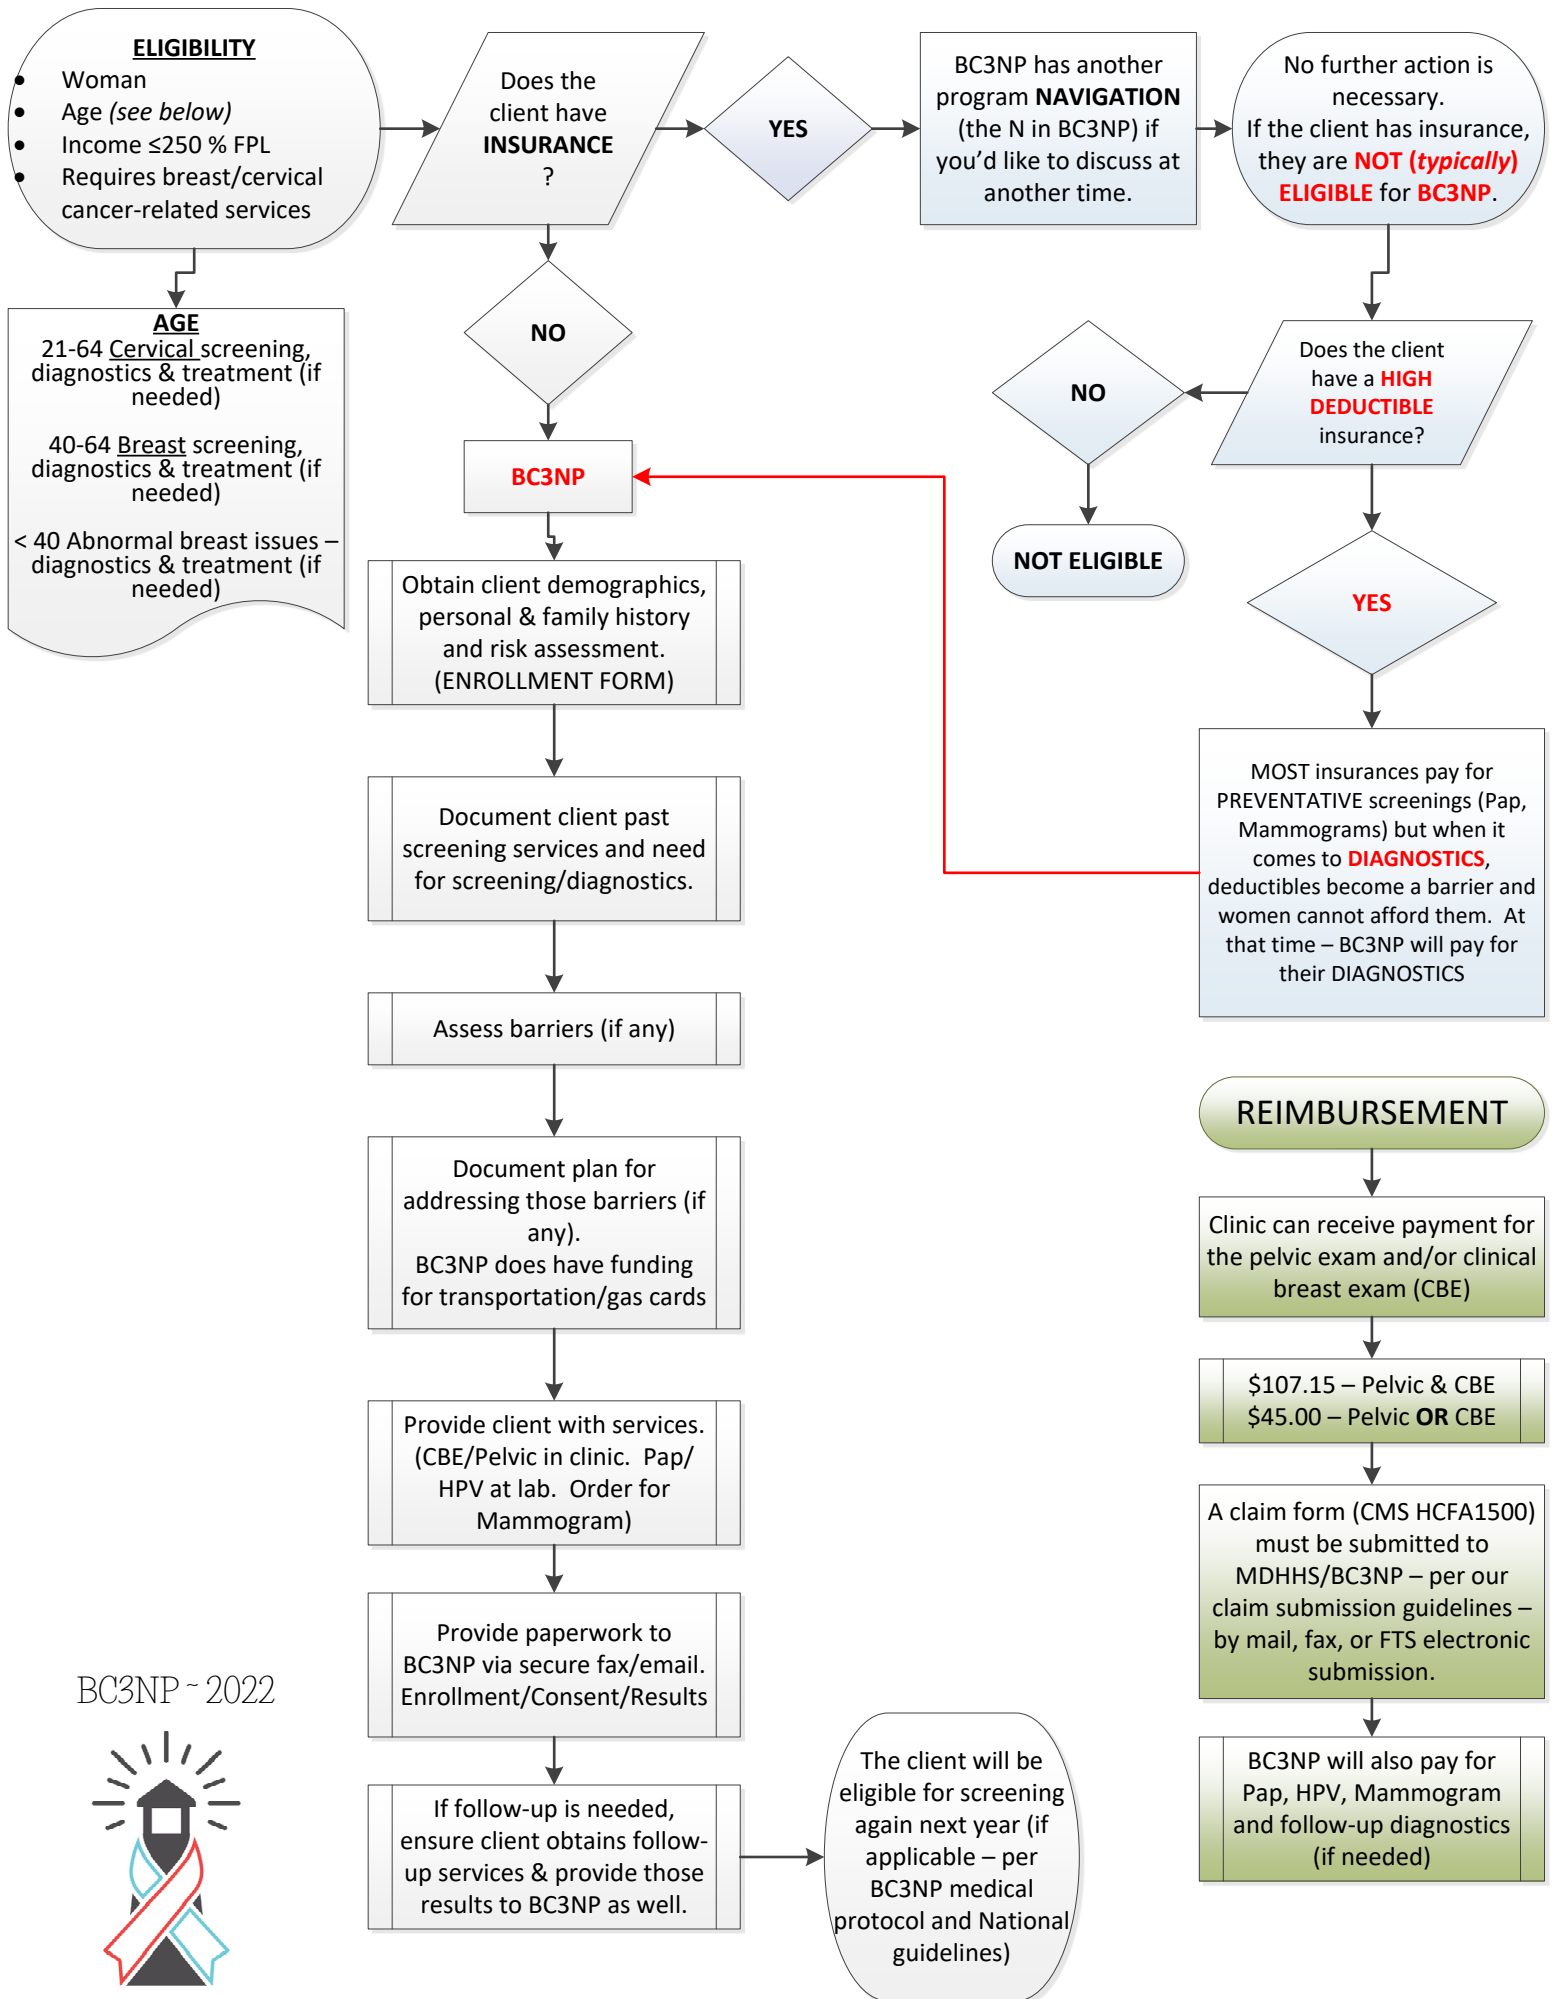 ELIGIBILITY
• Woman
• Age (see below)
• Income ≤250 % FPL
• Requires breast/cervical
cancer-related services
Does the
client have
INSURANCE
?
YES
BC3NP has another
program NAVIGATION
(the N in BC3NP) if
you’d like to discuss at
another time.
No further action is
necessary.
If the client has insurance,
they are NOT (typically)
ELIGIBLE for BC3NP.
AGE
21-64 Cervical screening,
diagnostics & treatment (if
needed)
40-64 Breast screening,
diagnostics & treatment (if
needed)
< 40 Abnormal breast issues –
diagnostics & treatment (if
needed)
NO
BC3NP
Does the client
have a HIGH
DEDUCTIBLE
insurance?
NO
NOT ELIGIBLE
YES
MOST insurances pay for
PREVENTATIVE screenings (Pap,
Mammograms) but when it
comes to DIAGNOSTICS,
deductibles become a barrier and
women cannot afford them. At
that time – BC3NP will pay for
their DIAGNOSTICS
Obtain client demographics,
personal & family history
and risk assessment.
(ENROLLMENT FORM)
Document client past
screening services and need
for screening/diagnostics.
Assess barriers (if any)
Document plan for
addressing those barriers (if
any).
BC3NP does have funding
for transportation/gas cards
Provide client with services.
(CBE/Pelvic in clinic. Pap/
HPV at lab. Order for
Mammogram)
Provide paperwork to
BC3NP via secure fax/email.
Enrollment/Consent/Results
If follow-up is needed,
ensure client obtains follow-
up services & provide those
results to BC3NP as well.
The client will be
eligible for screening
again next year (if
applicable – per
BC3NP medical
protocol and National
guidelines)
REIMBURSEMENT
Clinic can receive payment for
the pelvic exam and/or clinical
breast exam (CBE)
$107.15 – Pelvic & CBE
$45.00 – Pelvic OR CBE
A claim form (CMS HCFA1500)
must be submitted to
MDHHS/BC3NP – per our
claim submission guidelines –
by mail, fax, or FTS electronic
submission.
BC3NP will also pay for
Pap, HPV, Mammogram
and follow-up diagnostics
(if needed)
BC3NP ~ 2022